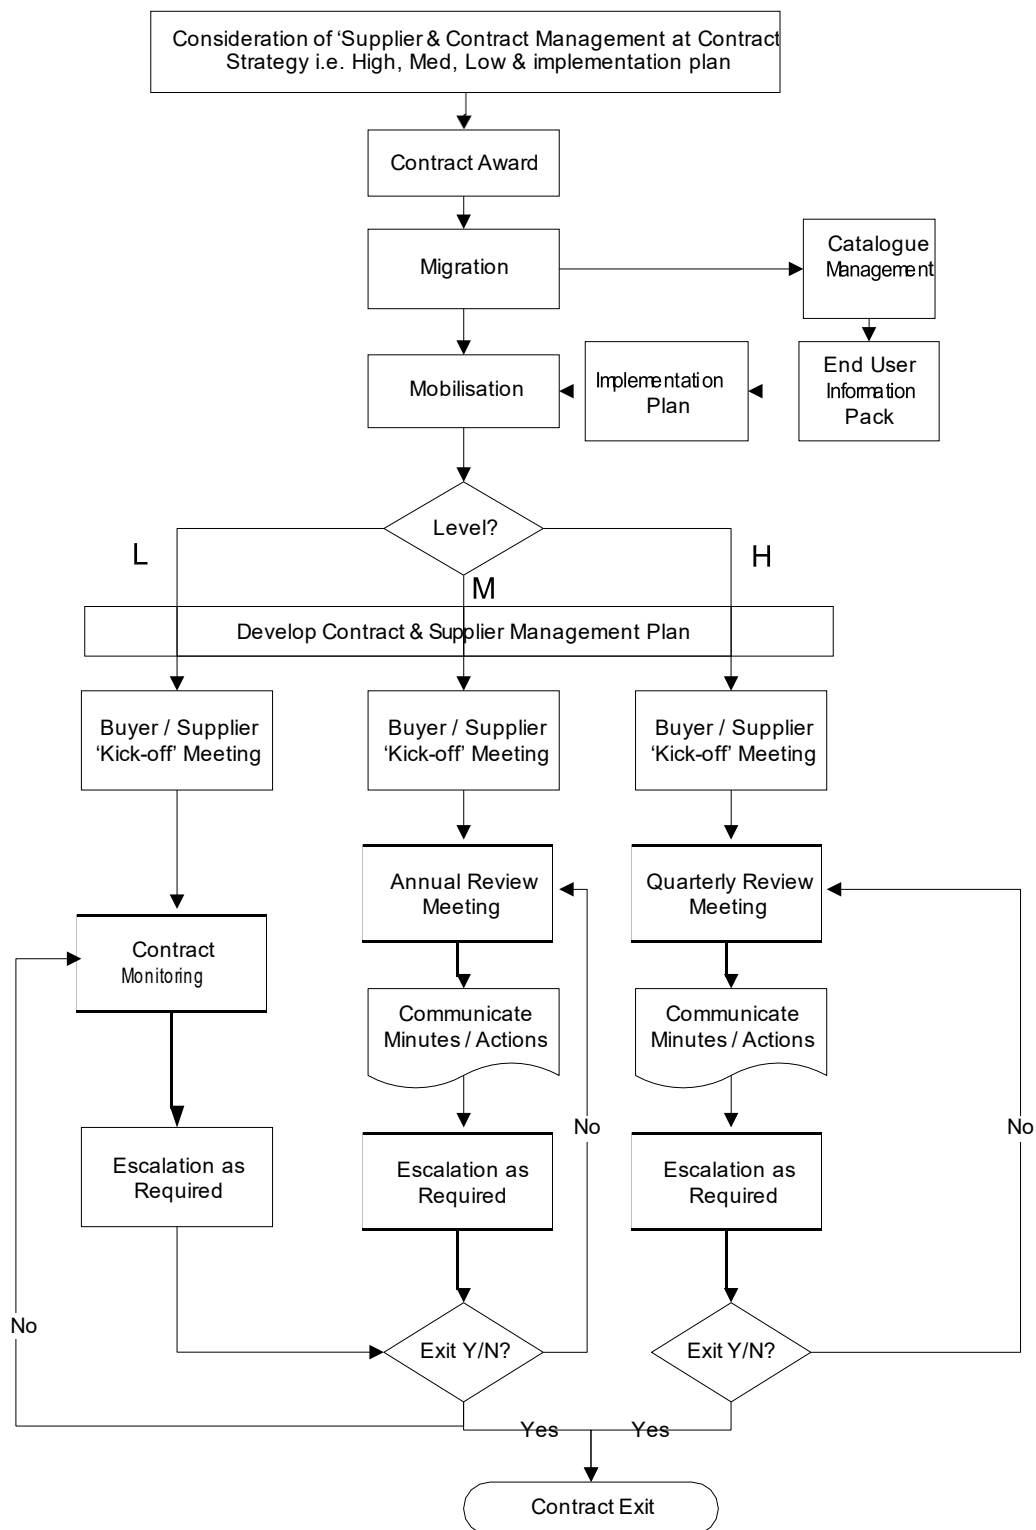 Consideration of ‘Supplier & Contract Management at Contract
Strategy i.e. High, Med, Low & implementation plan
Contract Award
Migration
Catalogue
Management
Mobilisation
Implementation
Plan
End User
Information
Pack
Level?
L
M
H
Develop Contract & Supplier Management Plan
Buyer / Supplier
‘Kick-off’ Meeting
Buyer / Supplier
‘Kick-off’ Meeting
Buyer / Supplier
‘Kick-off’ Meeting
Annual Review
Meeting
Quarterly Review
Meeting
Contract
Monitoring
Communicate
Minutes / Actions
Communicate
Minutes / Actions
No
No
Escalation as
Required
Escalation as
Required
Escalation as
Required
No
Exit Y/N?
Exit Y/N?
Yes
Yes
Contract Exit